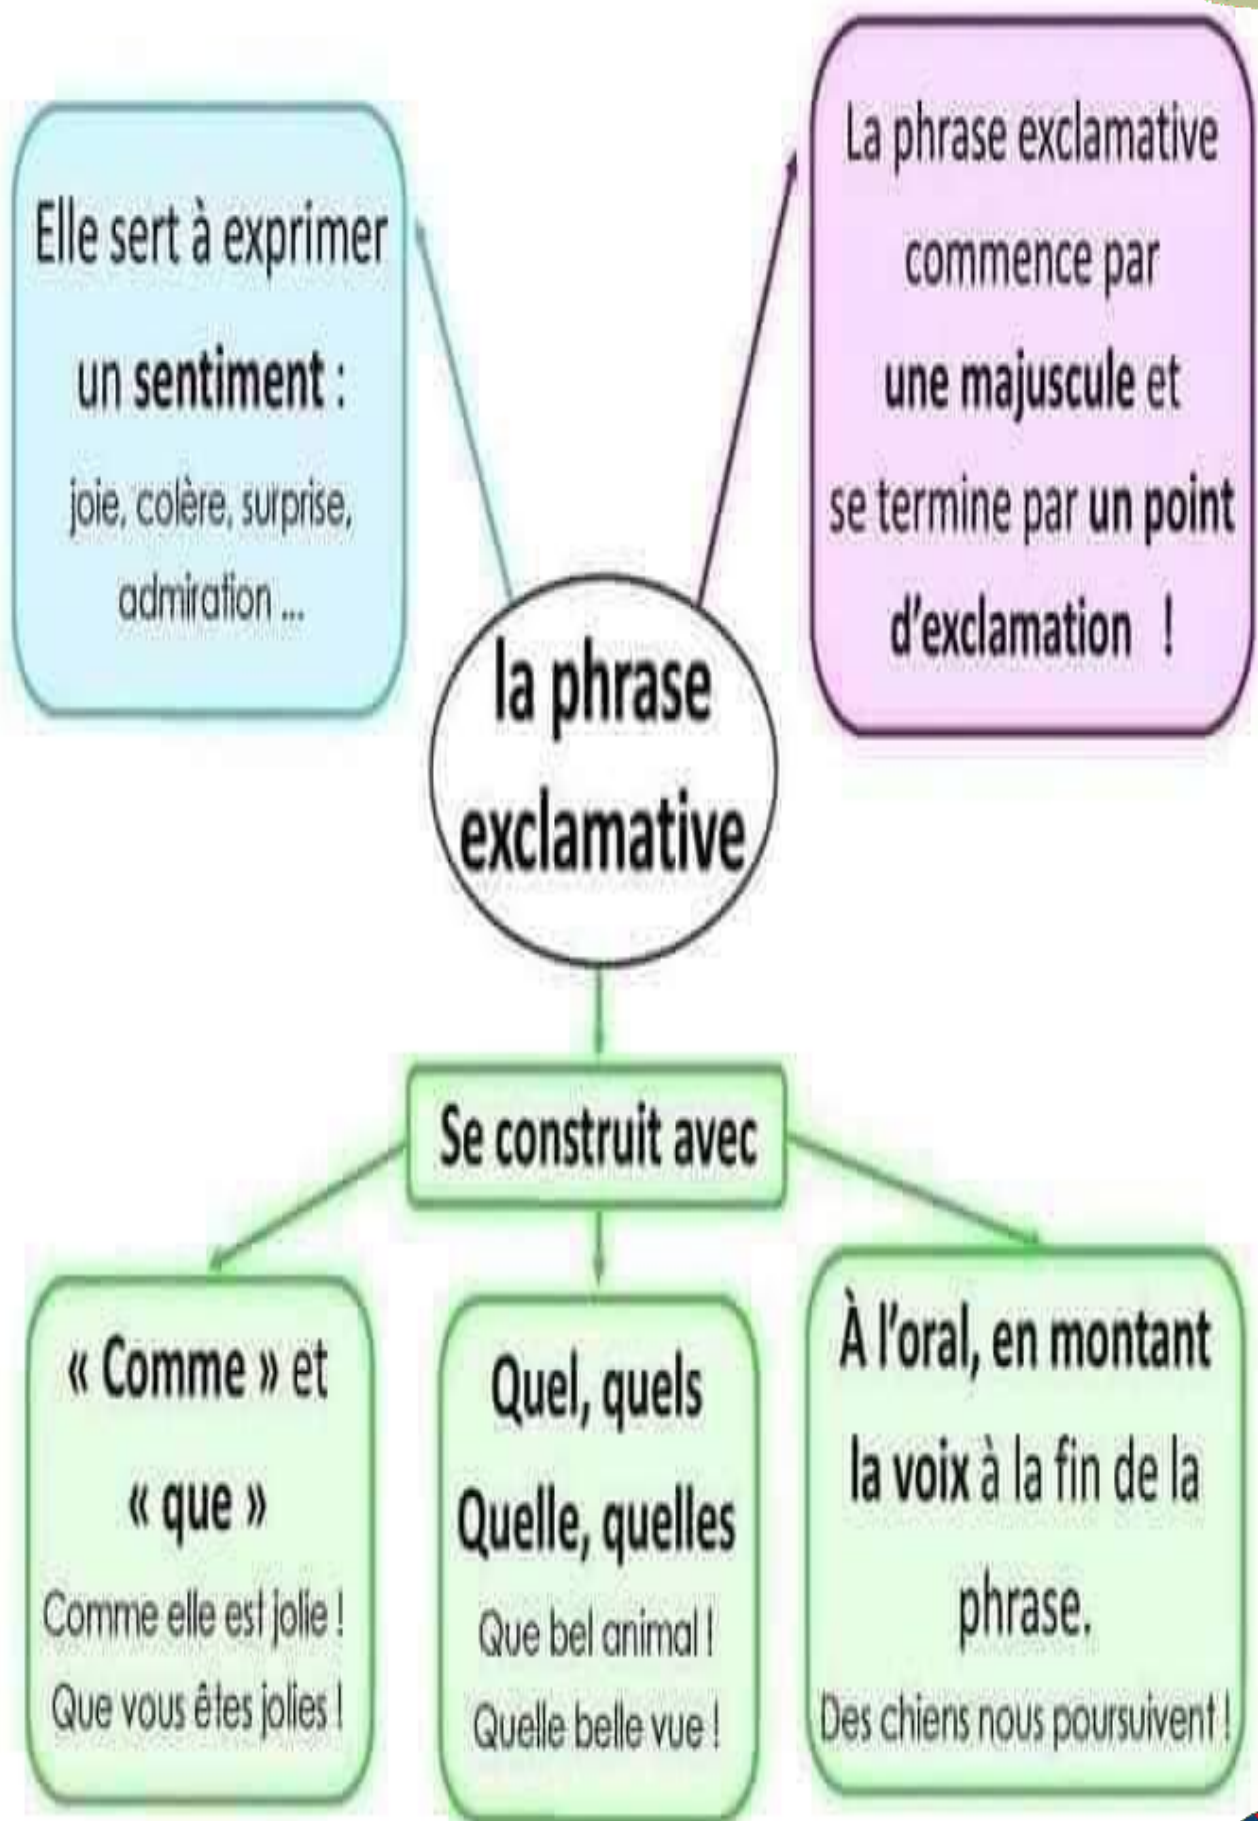 Elle sert à exprimer
un sentiment :
joie, colère, surprise,
admiration ...
La phrase exclamative
commence par
une majuscule et
se termine par un point
d'exclamation !
la phrase
exclamative
Se construit avec
« Comme » et
« que »
Comme elle est jolie !
Que vous êtes jolies !
Quel, quels
Quelle, quelles
Que bel animal !
Quelle belle vue !
À l'oral, en montant
la voix à la fin de la
phrase.
Des chiens nous poursuivent !